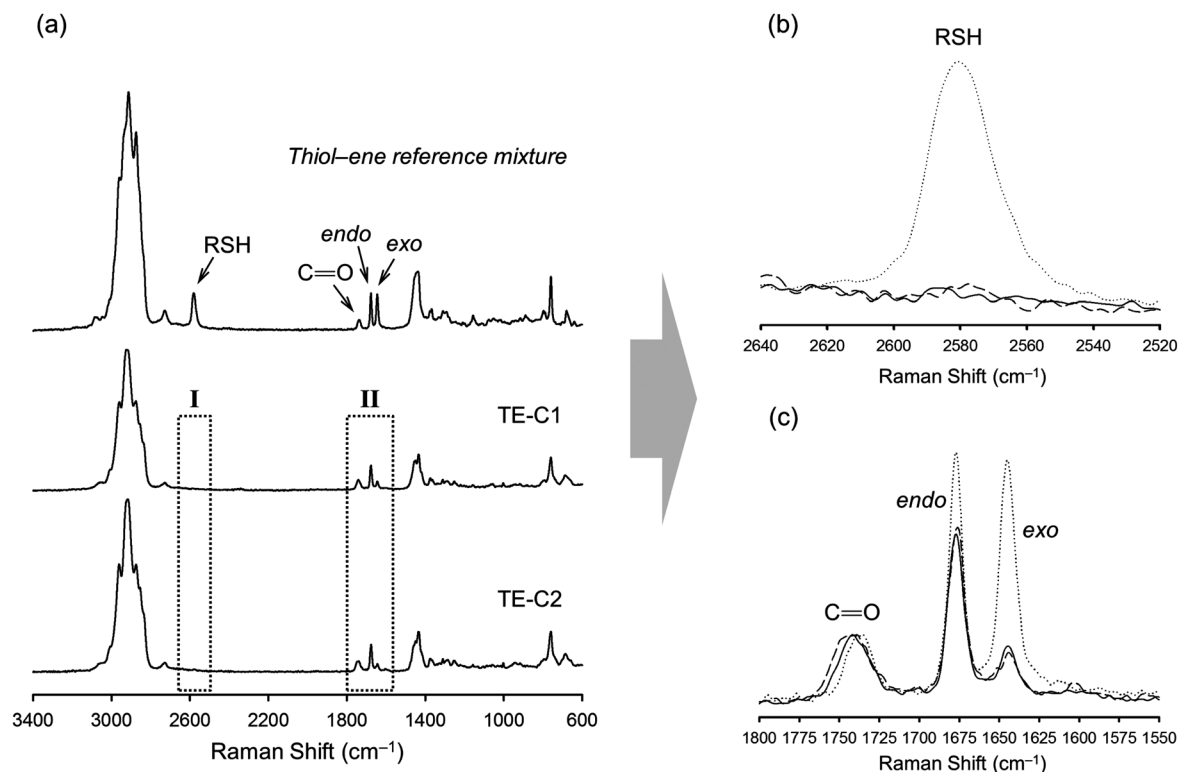 (a)
Thiol–ene reference mixture
RSH
C=O
endo
exo
I
II
TE-C1
TE-C2
3400 3000 2600 2200 1800 1400 1000 600
Raman Shift (cm⁻¹)
(b)
RSH
2640 2620 2600 2580 2560 2540 2520
Raman Shift (cm⁻¹)
(c)
endo
exo
C=O
1800 1775 1750 1725 1700 1675 1650 1625 1600 1575 1550
Raman Shift (cm⁻¹)